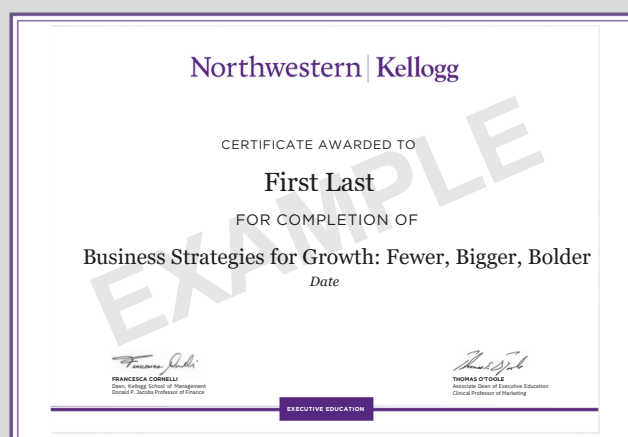 Northwestern | Kellogg
CERTIFICATE AWARDED TO
First Last
FOR COMPLETION OF
Business Strategies for Growth: Fewer, Bigger, Bolder
Date
EXAMPLE
FRANCESCA CORNELLI
Dean, Kellogg School of Management
Donald P. Jacobs Professor of Finance
THOMAS O'TOOLE
Associate Dean of Executive Education
Clinical Professor of Marketing
EXECUTIVE EDUCATION